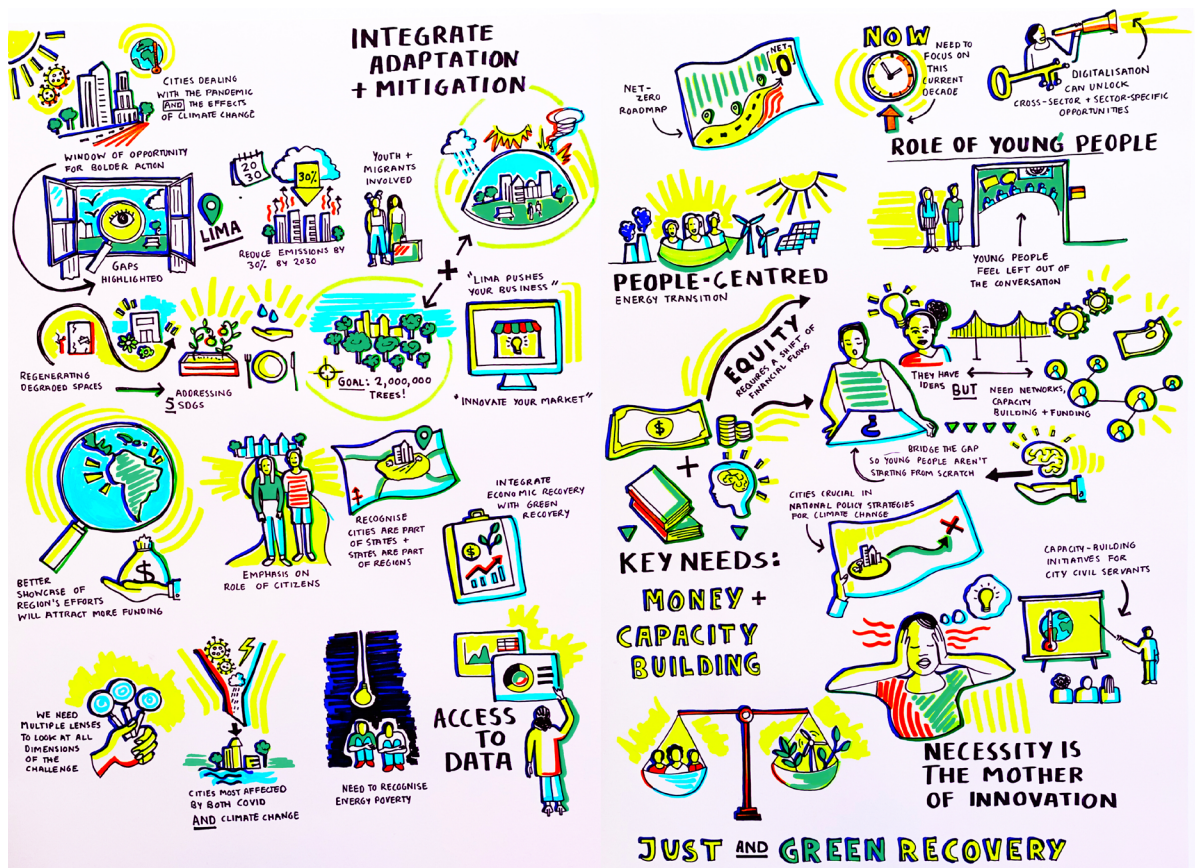 INTEGRATE
ADAPTATION
+ MITIGATION
CITIES DEALING
WITH THE PANDEMIC
AND THE EFFECTS
OF CLIMATE CHANGE
WINDOW OF OPPORTUNITY
FOR BOLDER ACTION
GAPS
HIGHLIGHTED
LIMA
20
30
30%
REDUCE EMISSIONS BY
30% BY 2030
YOUTH +
MIGRANTS
INVOLVED
+
REGENERATING
DEGRADED SPACES
ADDRESSING
5 SDGS
GOAL: 2,000,000
TREES!
"LIMA PUSHES
YOUR BUSINESS"
"INNOVATE YOUR MARKET"
BETTER
SHOWCASE OF
REGION'S EFFORTS
WILL ATTRACT MORE FUNDING
$
EMPHASIS ON
ROLE OF CITIZENS
RECOGNISE
CITIES ARE PART
OF STATES +
STATES ARE PART
OF REGIONS
INTEGRATE
ECONOMIC RECOVERY
WITH GREEN
RECOVERY
$
WE NEED
MULTIPLE LENSES
TO LOOK AT ALL
DIMENSIONS
OF THE
CHALLENGE
CITIES MOST AFFECTED
BY BOTH COVID
AND CLIMATE CHANGE
NEED TO RECOGNISE
ENERGY POVERTY
ACCESS
TO
DATA
NET-
ZERO
ROADMAP
NET
0
NOW
NEED TO
FOCUS ON
THIS
CURRENT
DECADE
DIGITALISATION
CAN UNLOCK
CROSS-SECTOR + SECTOR-SPECIFIC
OPPORTUNITIES
ROLE OF YOUNG PEOPLE
YOUNG PEOPLE
FEEL LEFT OUT OF
THE CONVERSATION
PEOPLE-CENTRED
ENERGY TRANSITION
EQUITY
REQUIRES A SHIFT OF
FINANCIAL FLOWS
$
+
THEY HAVE
IDEAS BUT
NEED NETWORKS,
CAPACITY
BUILDING + FUNDING
BRIDGE THE GAP
SO YOUNG PEOPLE AREN'T
STARTING FROM SCRATCH
KEY NEEDS:
MONEY +
CAPACITY
BUILDING
CITIES CRUCIAL IN
NATIONAL POLICY STRATEGIES
FOR CLIMATE CHANGE
CAPACITY-BUILDING
INITIATIVES FOR
CITY CIVIL SERVANTS
NECESSITY IS
THE MOTHER
OF INNOVATION
JUST AND GREEN RECOVERY